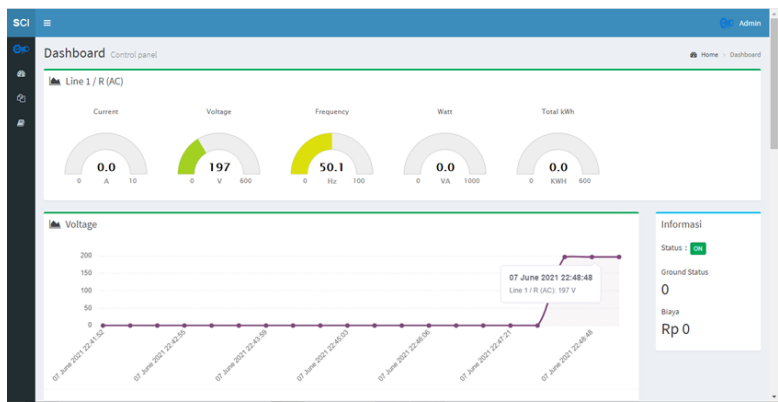 SCI
Admin
Dashboard Control panel
Home > Dashboard
Line 1 / R (AC)
Current Voltage Frequency Watt Total kWh
0.0 197 50.1 0.0 0.0
0 A 10 0 V 600 0 Hz 100 0 VA 1000 0 KWH 600
Voltage
200
150
100
50
0
07 June 2021 22:48:48
Line 1 / R (AC): 197 V
07 June 2021 22:41:52
07 June 2021 22:42:55
07 June 2021 22:43:59
07 June 2021 22:45:03
07 June 2021 22:46:06
07 June 2021 22:47:21
07 June 2021 22:48:48
Informasi
Status : ON
Ground Status
0
Biaya
Rp 0